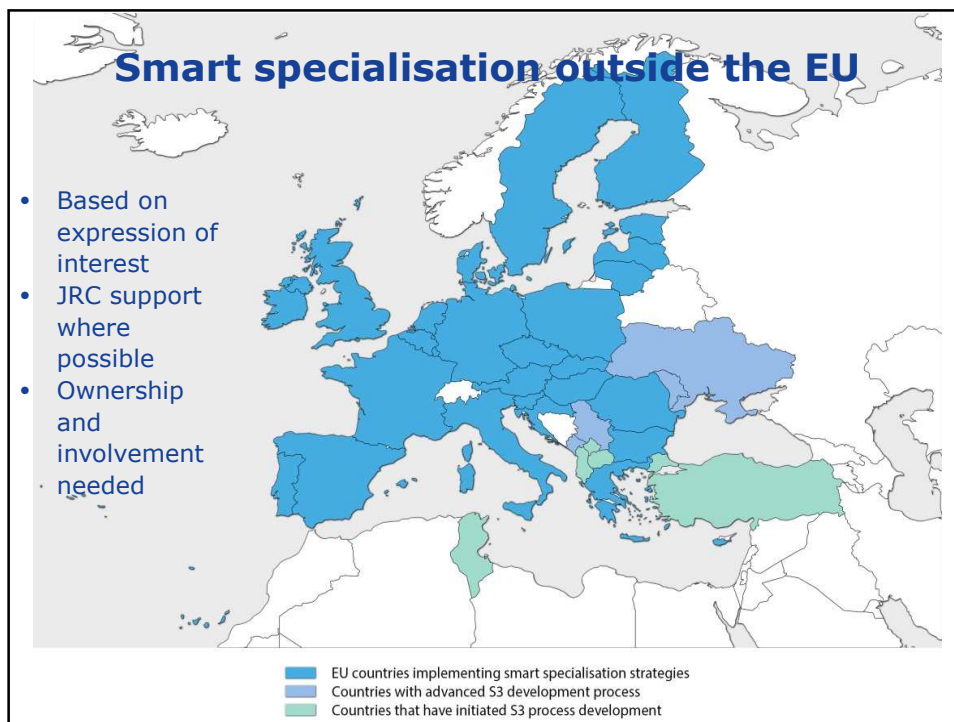 Smart specialisation outside the EU
• Based on
expression of
interest
• JRC support
where
possible
• Ownership
and
involvement
needed
EU countries implementing smart specialisation strategies
Countries with advanced S3 development process
Countries that have initiated S3 process development